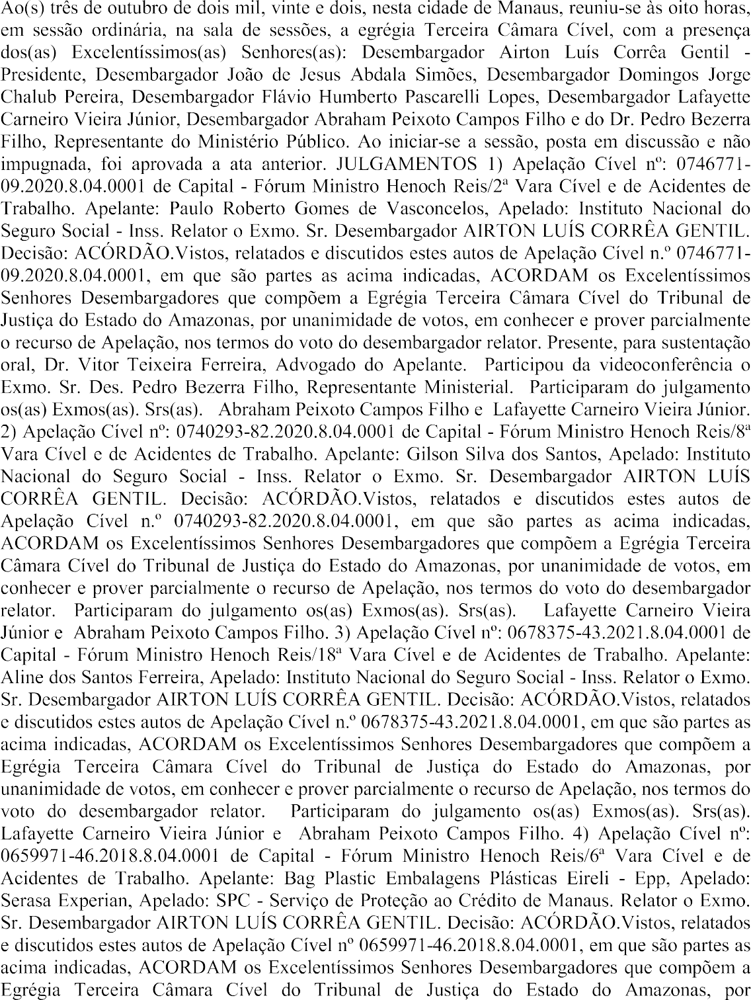 Ao(s) três de outubro de dois mil, vinte e dois, nesta cidade de Manaus, reuniu-se às oito horas,
em sessão ordinária, na sala de sessões, a egrégia Terceira Câmara Cível, com a presença
dos(as) Excelentíssimos(as) Senhores(as): Desembargador Airton Luís Corrêa Gentil -
Presidente, Desembargador João de Jesus Abdala Simões, Desembargador Domingos Jorge
Chalub Pereira, Desembargador Flávio Humberto Pascarelli Lopes, Desembargador Lafayette
Carneiro Vieira Júnior, Desembargador Abraham Peixoto Campos Filho e do Dr. Pedro Bezerra
Filho, Representante do Ministério Público. Ao iniciar-se a sessão, posta em discussão e não
impugnada, foi aprovada a ata anterior. JULGAMENTOS 1) Apelação Cível nº: 0746771-
09.2020.8.04.0001 de Capital - Fórum Ministro Henoch Reis/2ª Vara Cível e de Acidentes de
Trabalho. Apelante: Paulo Roberto Gomes de Vasconcelos, Apelado: Instituto Nacional do
Seguro Social - Inss. Relator o Exmo. Sr. Desembargador AIRTON LUÍS CORRÊA GENTIL.
Decisão: ACÓRDÃO.Vistos, relatados e discutidos estes autos de Apelação Cível n.º 0746771-
09.2020.8.04.0001, em que são partes as acima indicadas, ACORDAM os Excelentíssimos
Senhores Desembargadores que compõem a Egrégia Terceira Câmara Cível do Tribunal de
Justiça do Estado do Amazonas, por unanimidade de votos, em conhecer e prover parcialmente
o recurso de Apelação, nos termos do voto do desembargador relator. Presente, para sustentação
oral, Dr. Vitor Teixeira Ferreira, Advogado do Apelante. Participou da videoconferência o
Exmo. Sr. Des. Pedro Bezerra Filho, Representante Ministerial. Participaram do julgamento
os(as) Exmos(as). Srs(as). Abraham Peixoto Campos Filho e Lafayette Carneiro Vieira Júnior.
2) Apelação Cível nº: 0740293-82.2020.8.04.0001 de Capital - Fórum Ministro Henoch Reis/8ª
Vara Cível e de Acidentes de Trabalho. Apelante: Gilson Silva dos Santos, Apelado: Instituto
Nacional do Seguro Social - Inss. Relator o Exmo. Sr. Desembargador AIRTON LUÍS
CORRÊA GENTIL. Decisão: ACÓRDÃO.Vistos, relatados e discutidos estes autos de
Apelação Cível n.º 0740293-82.2020.8.04.0001, em que são partes as acima indicadas,
ACORDAM os Excelentíssimos Senhores Desembargadores que compõem a Egrégia Terceira
Câmara Cível do Tribunal de Justiça do Estado do Amazonas, por unanimidade de votos, em
conhecer e prover parcialmente o recurso de Apelação, nos termos do voto do desembargador
relator. Participaram do julgamento os(as) Exmos(as). Srs(as). Lafayette Carneiro Vieira
Júnior e Abraham Peixoto Campos Filho. 3) Apelação Cível nº: 0678375-43.2021.8.04.0001 de
Capital - Fórum Ministro Henoch Reis/18ª Vara Cível e de Acidentes de Trabalho. Apelante:
Aline dos Santos Ferreira, Apelado: Instituto Nacional do Seguro Social - Inss. Relator o Exmo.
Sr. Desembargador AIRTON LUÍS CORRÊA GENTIL. Decisão: ACÓRDÃO.Vistos, relatados
e discutidos estes autos de Apelação Cível n.º 0678375-43.2021.8.04.0001, em que são partes as
acima indicadas, ACORDAM os Excelentíssimos Senhores Desembargadores que compõem a
Egrégia Terceira Câmara Cível do Tribunal de Justiça do Estado do Amazonas, por
unanimidade de votos, em conhecer e prover parcialmente o recurso de Apelação, nos termos do
voto do desembargador relator. Participaram do julgamento os(as) Exmos(as). Srs(as).
Lafayette Carneiro Vieira Júnior e Abraham Peixoto Campos Filho. 4) Apelação Cível nº:
0659971-46.2018.8.04.0001 de Capital - Fórum Ministro Henoch Reis/6ª Vara Cível e de
Acidentes de Trabalho. Apelante: Bag Plastic Embalagens Plásticas Eireli - Epp, Apelado:
Serasa Experian, Apelado: SPC - Serviço de Proteção ao Crédito de Manaus. Relator o Exmo.
Sr. Desembargador AIRTON LUÍS CORRÊA GENTIL. Decisão: ACÓRDÃO.Vistos, relatados
e discutidos estes autos de Apelação Cível nº 0659971-46.2018.8.04.0001, em que são partes as
acima indicadas, ACORDAM os Excelentíssimos Senhores Desembargadores que compõem a
Egrégia Terceira Câmara Cível do Tribunal de Justiça do Estado do Amazonas, por